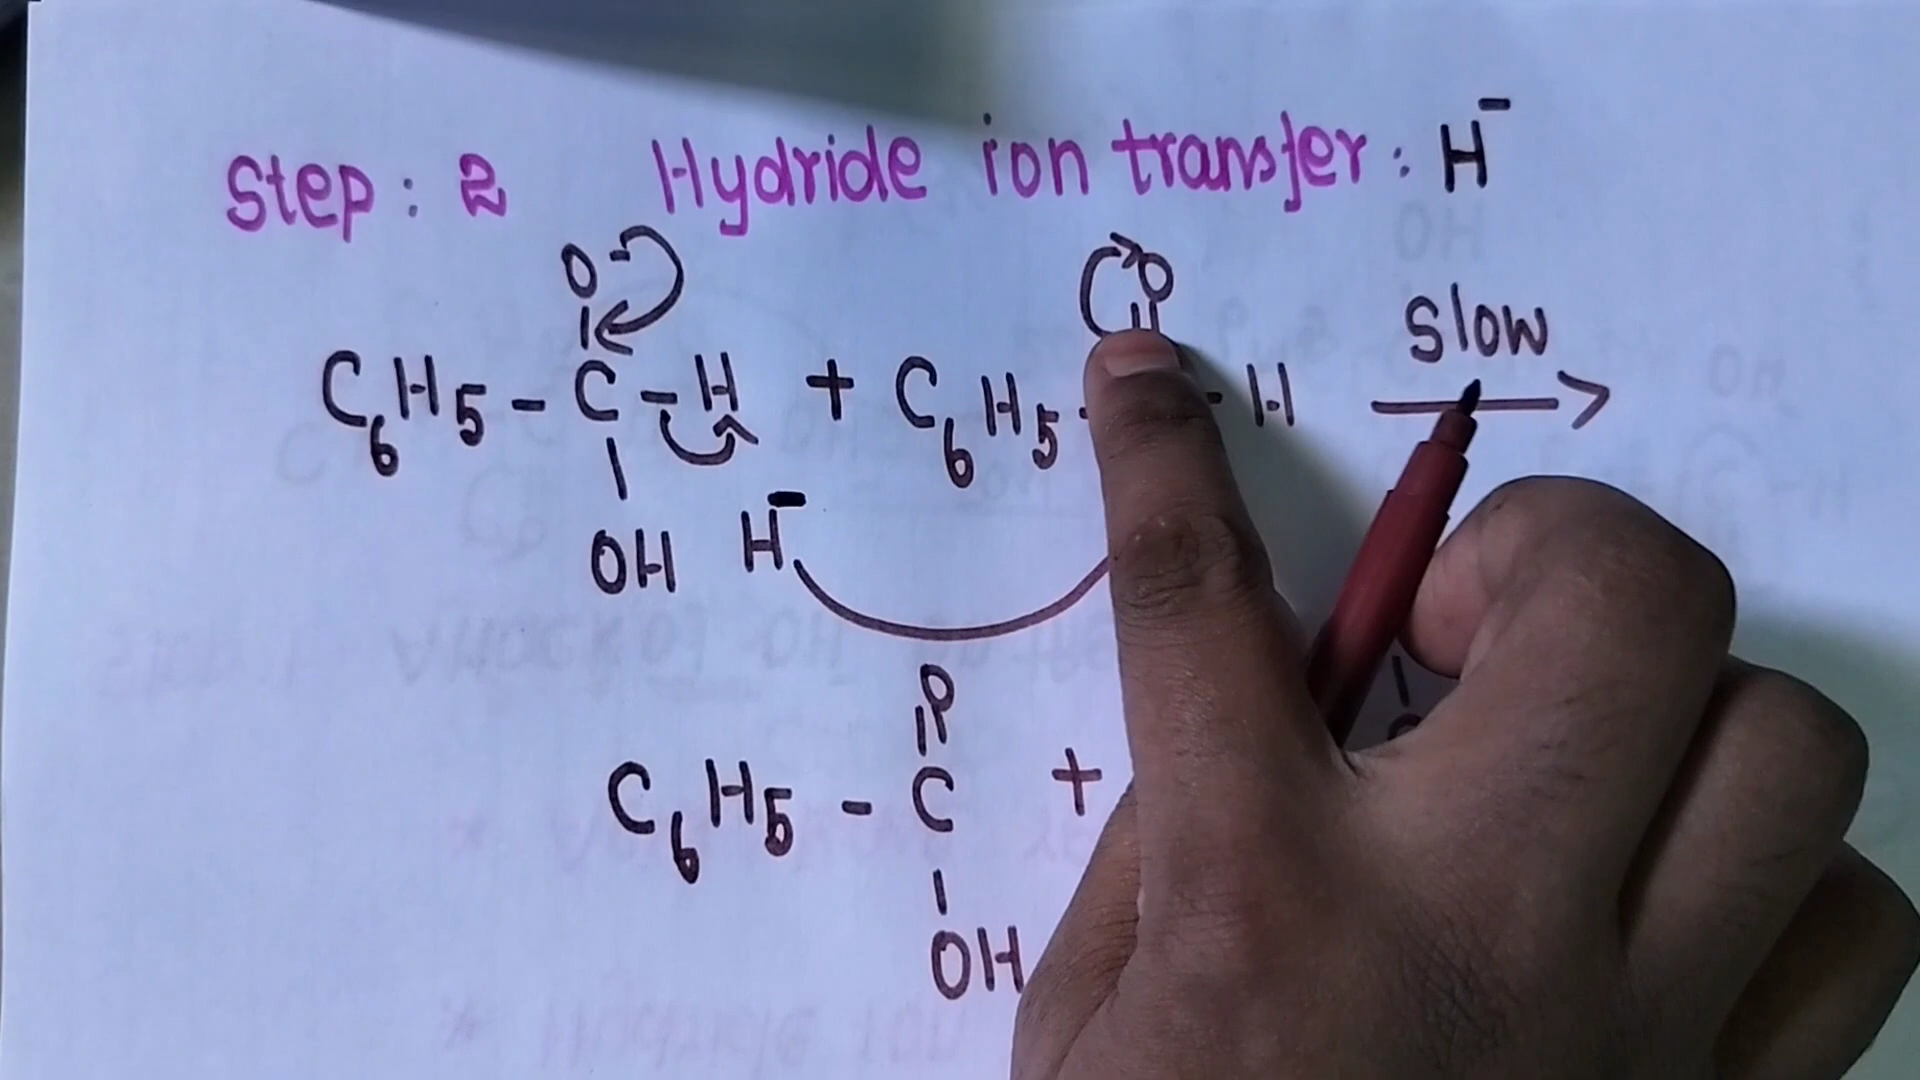 Step: 2 Hydride ion transfer: H⁻
O⁻ O
C6H5 - C - H + C6H5 - H Slow
OH H⁻
O
C6H5 - C +
OH